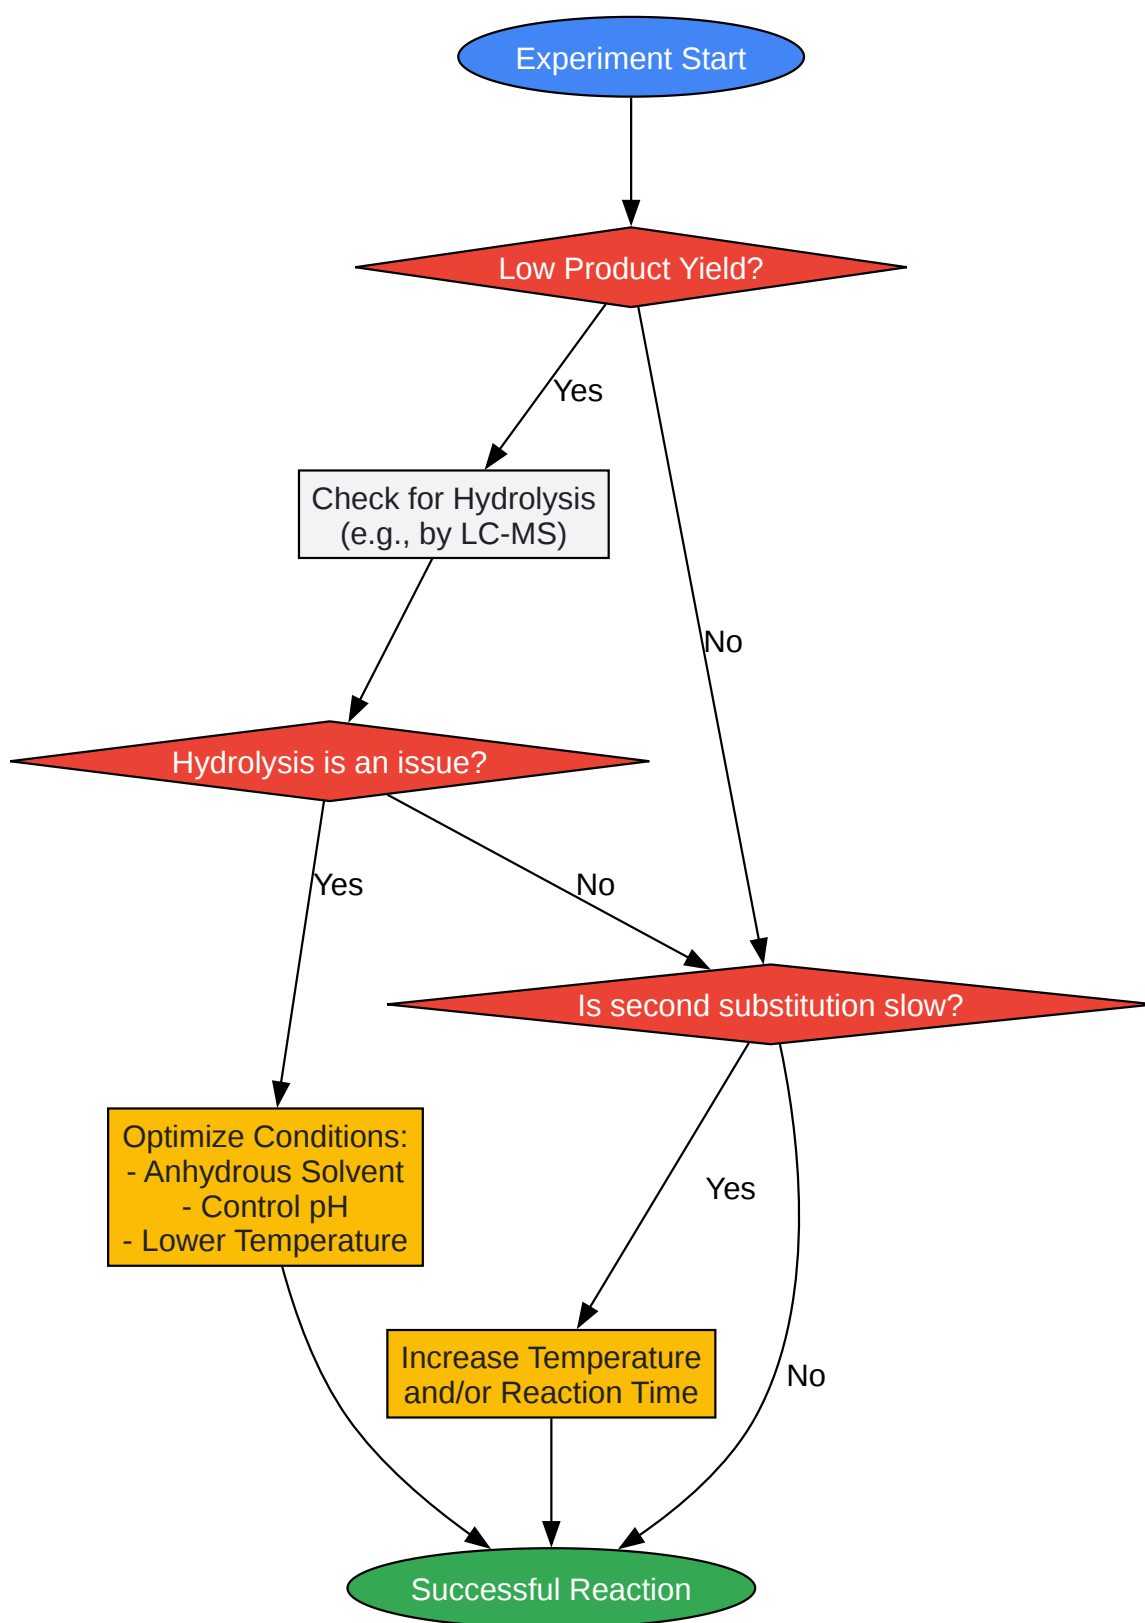 Experiment Start
Low Product Yield?
Yes
Check for Hydrolysis
(e.g., by LC-MS)
No
Hydrolysis is an issue?
Yes
No
Is second substitution slow?
Optimize Conditions:
- Anhydrous Solvent
- Control pH
- Lower Temperature
Yes
Increase Temperature
and/or Reaction Time
No
Successful Reaction